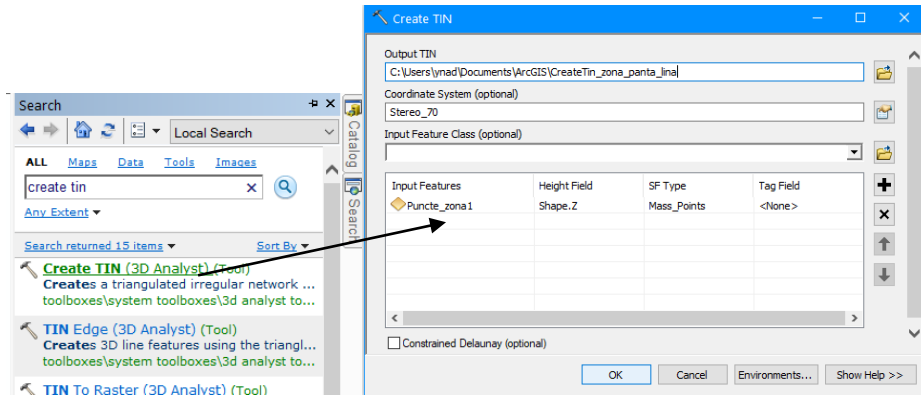 Search
Local Search
ALL Maps Data Tools Images
create tin
Any Extent
Search returned 15 items Sort By
Create TIN (3D Analyst) (Tool)
Creates a triangulated irregular network ...
toolboxes\system toolboxes\3d analyst to...
TIN Edge (3D Analyst) (Tool)
Creates 3D line features using the triangl...
toolboxes\system toolboxes\3d analyst to...
TIN To Raster (3D Analyst) (Tool)
Catalog
Search
Create TIN
Output TIN
C:\Users\ynad\Documents\ArcGIS\CreateTin_zona_panta_lina
Coordinate System (optional)
Stereo_70
Input Feature Class (optional)
Input Features Height Field SF Type Tag Field
Puncte_zona1 Shape.Z Mass_Points <None>
Constrained Delaunay (optional)
OK Cancel Environments... Show Help >>